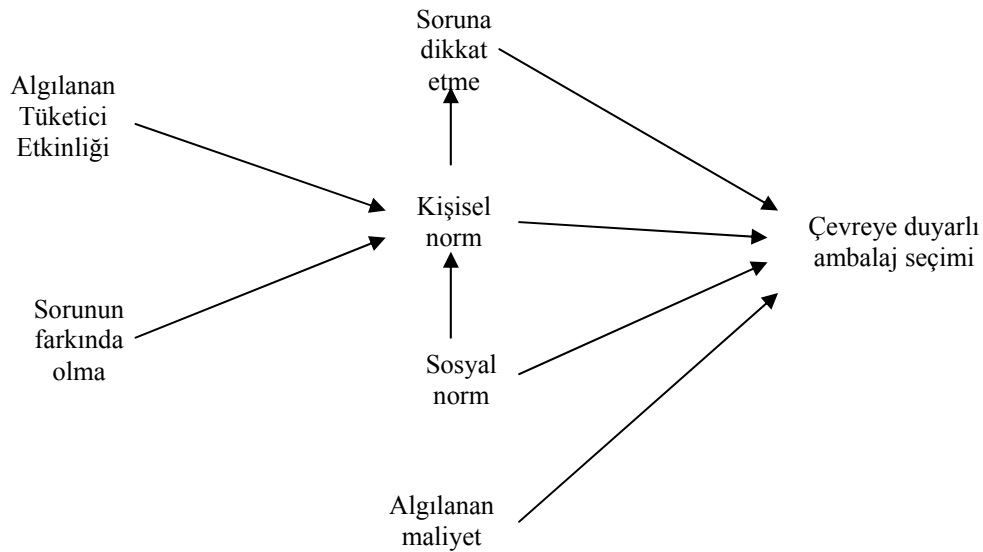 Soruna
dikkat
etme
Algılanan
Tüketici
Etkinliği
Kişisel
norm
Çevreye duyarlı
ambalaj seçimi
Sorunun
farkında
olma
Sosyal
norm
Algılanan
maliyet